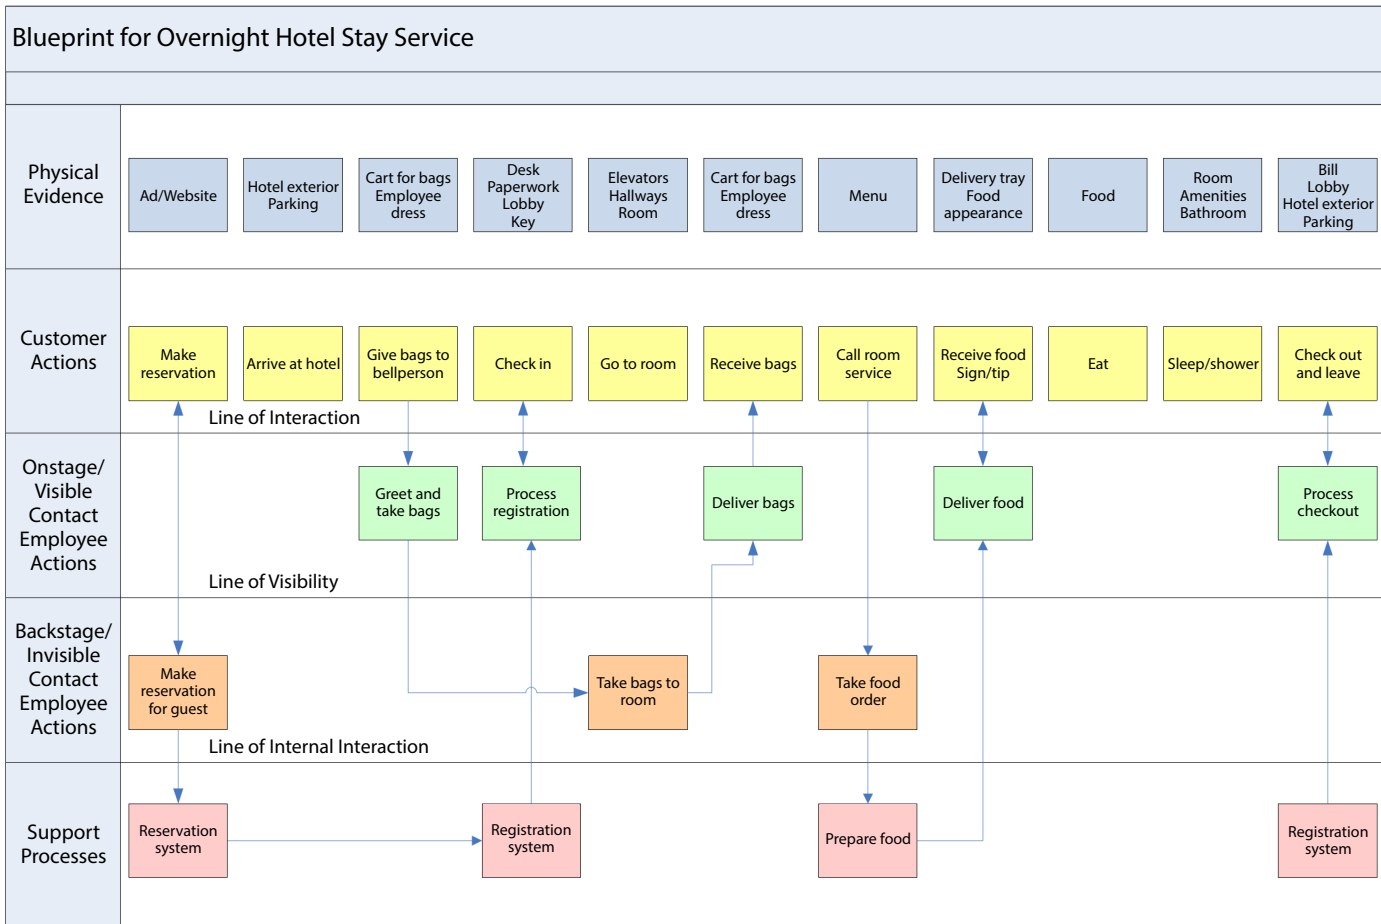 Blueprint for Overnight Hotel Stay Service
Physical
Evidence
Ad/Website
Hotel exterior
Parking
Cart for bags
Employee
dress
Desk
Paperwork
Lobby
Key
Elevators
Hallways
Room
Cart for bags
Employee
dress
Menu
Delivery tray
Food
appearance
Food
Room
Amenities
Bathroom
Bill
Lobby
Hotel exterior
Parking
Customer
Actions
Make
reservation
Arrive at hotel
Give bags to
bellperson
Check in
Go to room
Receive bags
Call room
service
Receive food
Sign/tip
Eat
Sleep/shower
Check out
and leave
Line of Interaction
Onstage/
Visible
Contact
Employee
Actions
Greet and
take bags
Process
registration
Deliver bags
Deliver food
Process
checkout
Line of Visibility
Backstage/
Invisible
Contact
Employee
Actions
Make
reservation
for guest
Take bags to
room
Take food
order
Line of Internal Interaction
Support
Processes
Reservation
system
Registration
system
Prepare food
Registration
system